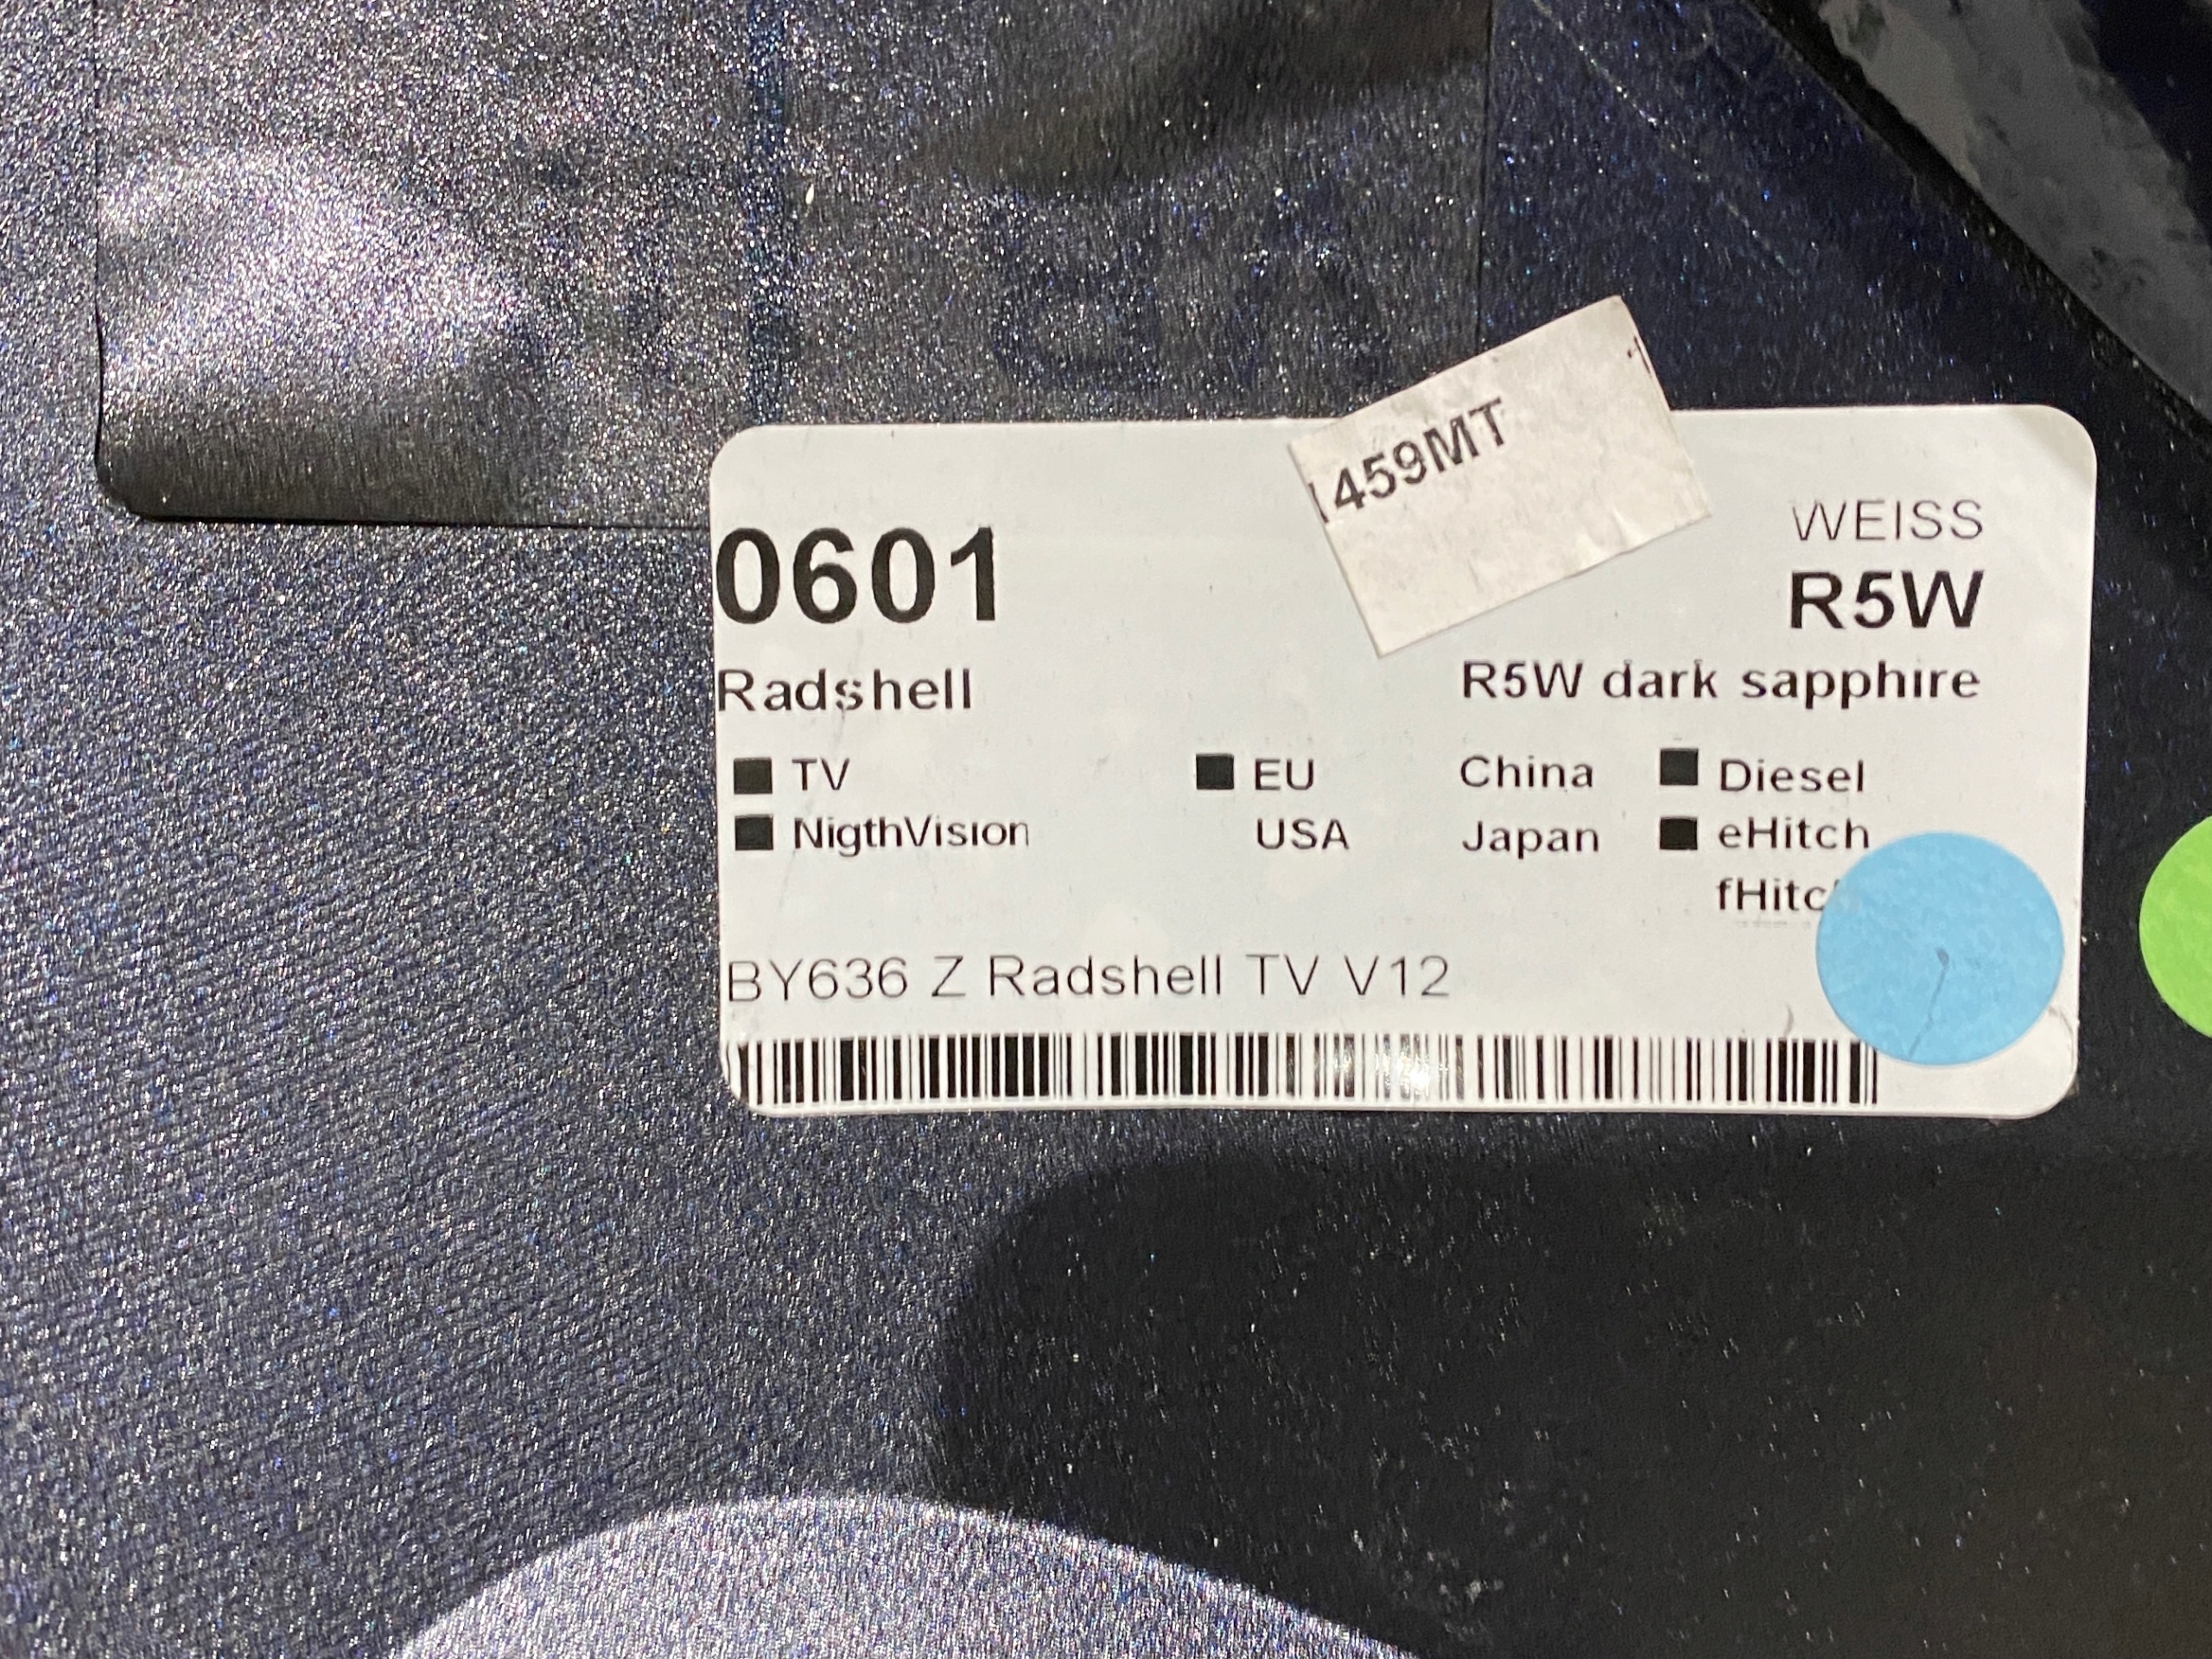 459MT
0601
WEISS
R5W
Radshell
R5W dark sapphire
TV EU China Diesel
NigthVision USA Japan eHitch
BY636 Z Radshell TV V12